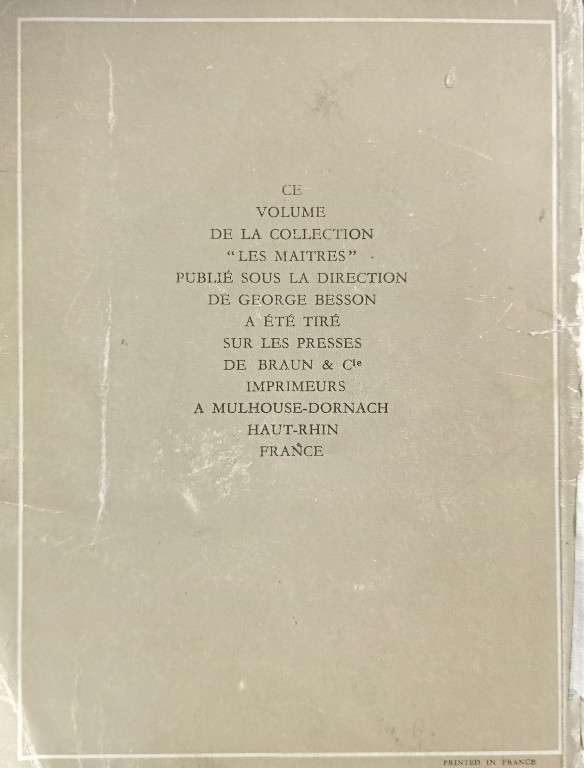 CE
VOLUME
DE LA COLLECTION
“LES MAITRES”
PUBLIÉ SOUS LA DIRECTION
DE GEORGE BESSON
A ÉTÉ TIRÉ
SUR LES PRESSES
DE BRAUN & Cie
IMPRIMEURS
A MULHOUSE-DORNACH
HAUT-RHIN
FRANCE
PRINTED IN FRANCE